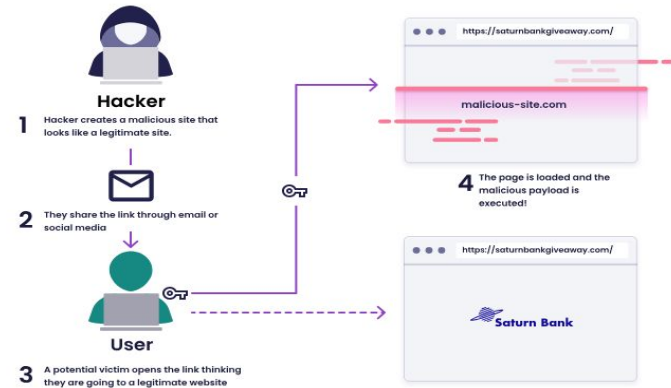 Hacker
1
Hacker creates a malicious site that
looks like a legitimate site.
2
They share the link through email or
social media
User
3
A potential victim opens the link thinking
they are going to a legitimate website
https://saturnbankgiveaway.com/
malicious-site.com
4
The page is loaded and the
malicious payload is
executed!
https://saturnbankgiveaway.com/
Saturn Bank